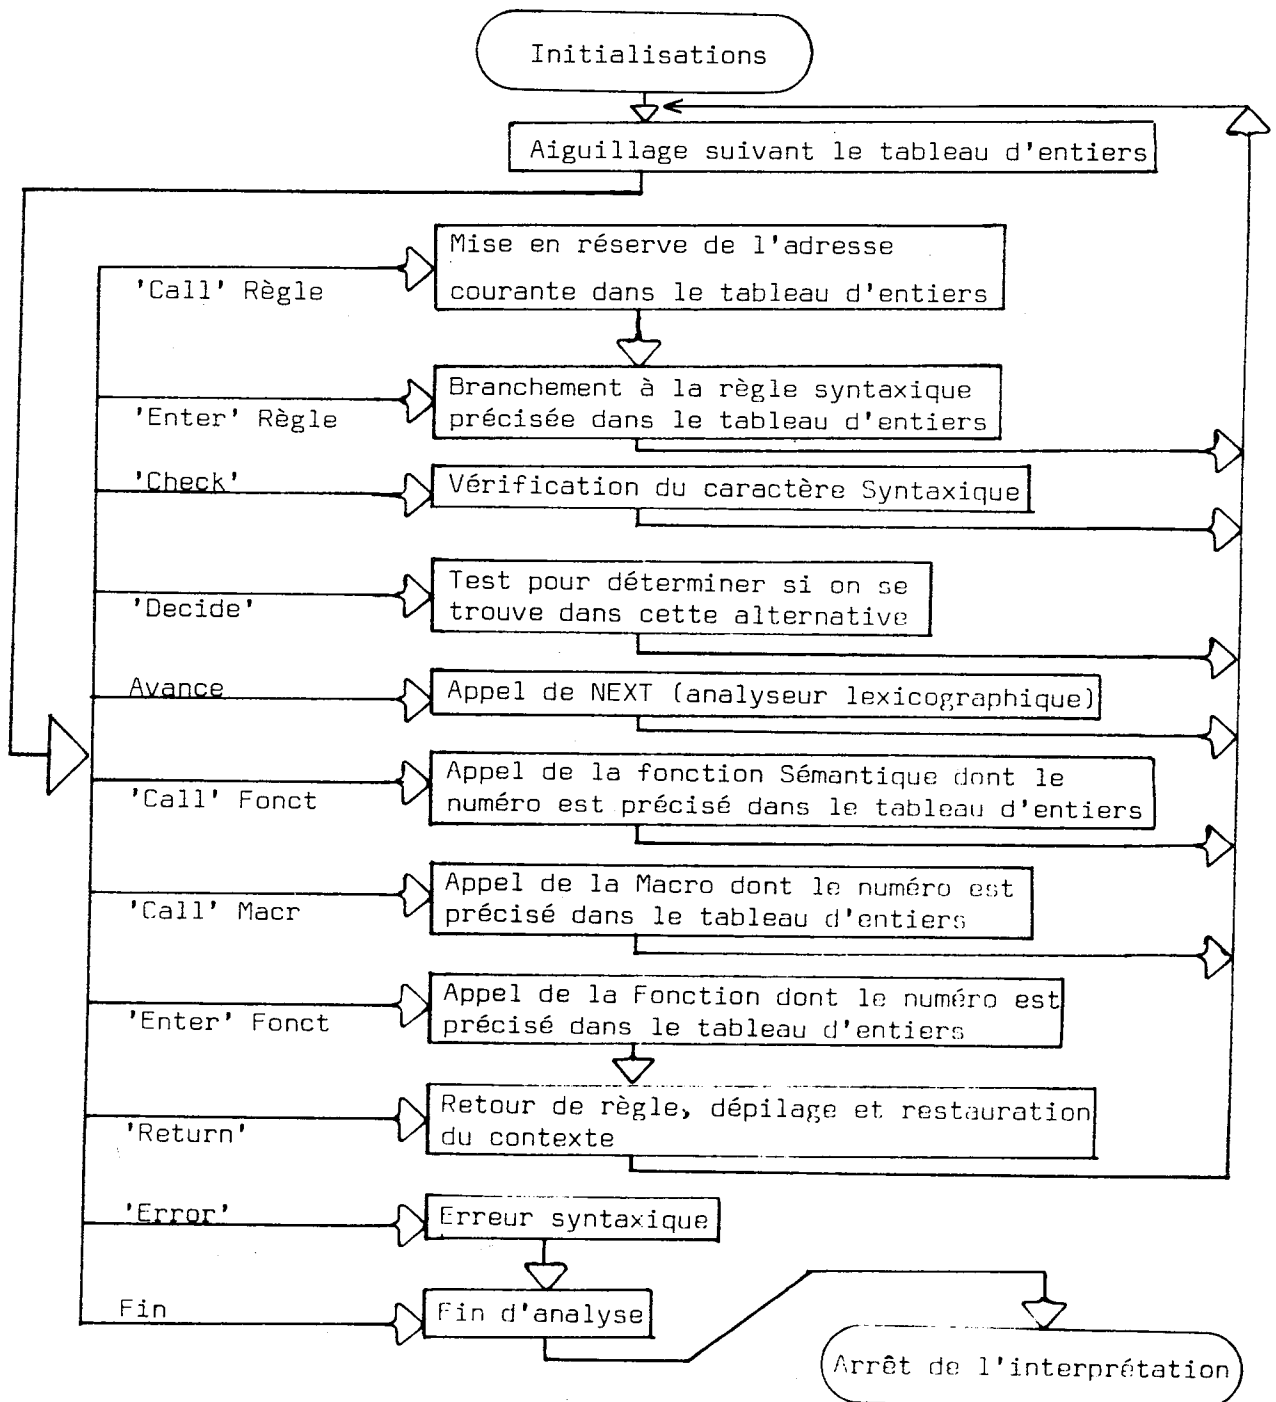 Initialisations
Aiguillage suivant le tableau d'entiers
Mise en réserve de l'adresse
courante dans le tableau d'entiers
'Call' Règle
Branchement à la règle syntaxique
précisée dans le tableau d'entiers
'Enter' Règle
'Check'
Vérification du caractère Syntaxique
Test pour déterminer si on se
trouve dans cette alternative
'Decide'
Avance
Appel de NEXT (analyseur lexicographique)
Appel de la fonction Sémantique dont le
numéro est précisé dans le tableau d'entiers
'Call' Fonct
Appel de la Macro dont le numéro est
précisé dans le tableau d'entiers
'Call' Macr
Appel de la Fonction dont le numéro est
précisé dans le tableau d'entiers
'Enter' Fonct
Retour de règle, dépilage et restauration
du contexte
'Return'
'Error'
Erreur syntaxique
Fin
Fin d'analyse
Arrêt de l'interprétation